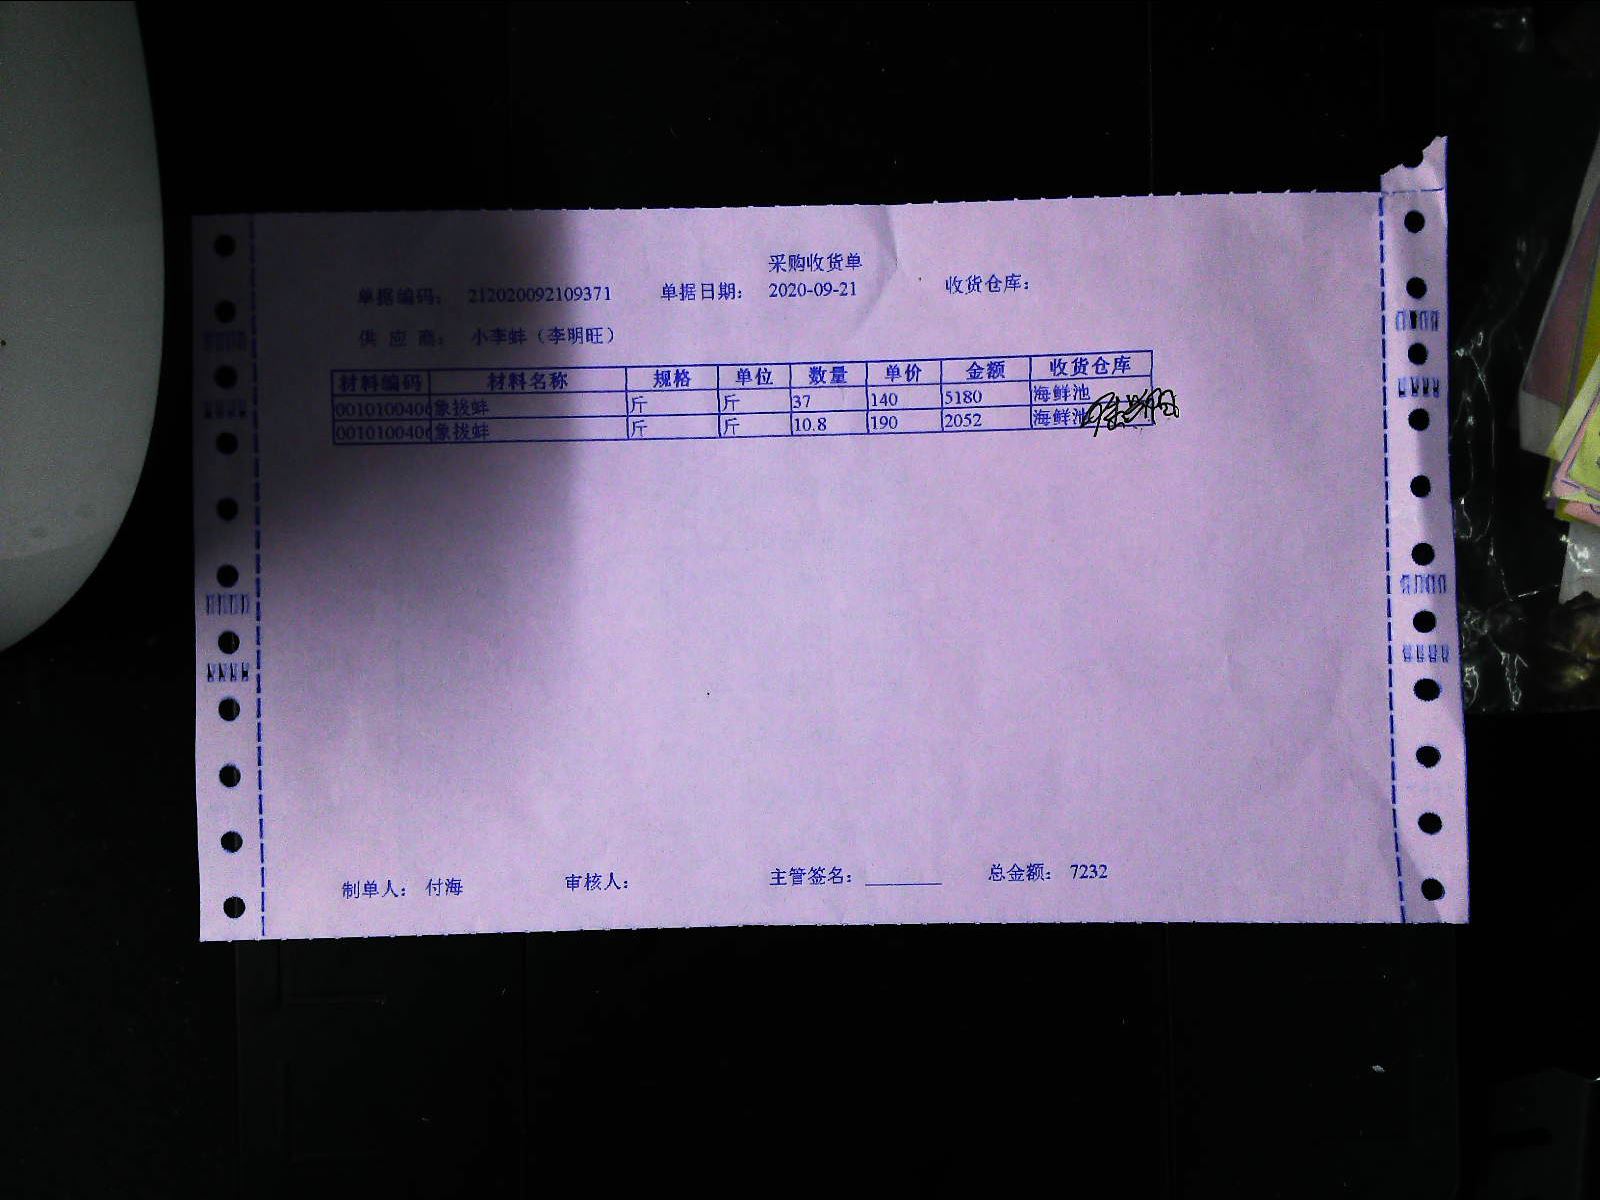 采购收货单
单据编码： 212020092109371 单据日期： 2020-09-21 收货仓库：
供 应 商： 小李蚌（李明旺）
材料编码 材料名称 规格 单位 数量 单价 金额 收货仓库
0010100406 象拔蚌 斤 斤 37 140 5180 海鲜池
0010100406 象拔蚌 斤 斤 10.8 190 2052 海鲜池
制单人： 付海 审核人： 主管签名： 总金额： 7232